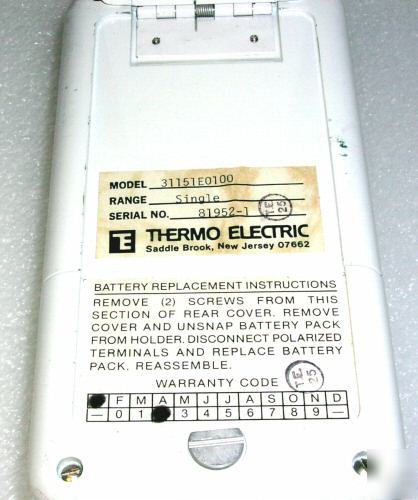 MODEL 31151E0100
RANGE Single
SERIAL NO. 81952-1
TE 25
TE THERMO ELECTRIC
Saddle Brook, New Jersey 07662
BATTERY REPLACEMENT INSTRUCTIONS
REMOVE (2) SCREWS FROM THIS
SECTION OF REAR COVER. REMOVE
COVER AND UNSNAP BATTERY PACK
FROM HOLDER. DISCONNECT POLARIZED
TERMINALS AND REPLACE BATTERY
PACK. REASSEMBLE.
WARRANTY CODE TE 25
F M A M J J A S O N D
— 0 1 3 4 5 6 7 8 9 —
picclick.com